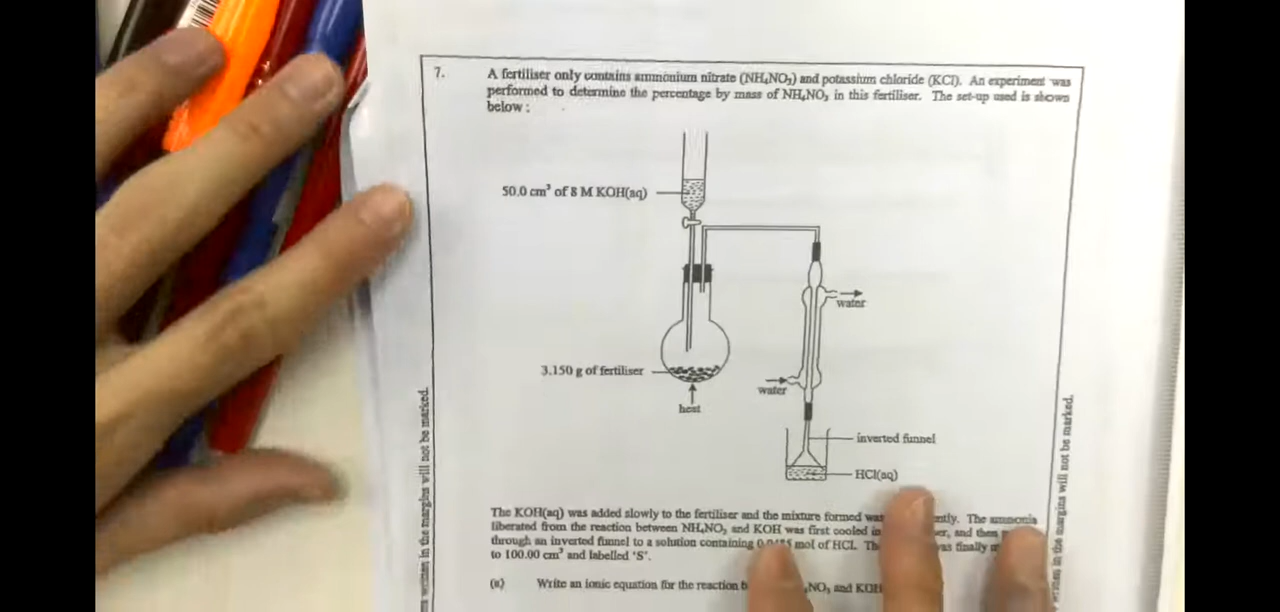 7. A fertiliser only contains ammonium nitrate (NH₄NO₃) and potassium chloride (KCl). An experiment was
performed to determine the percentage by mass of NH₄NO₃ in this fertiliser. The set-up used is shown
below :
50.0 cm³ of 8 M KOH(aq)
water
3.150 g of fertiliser
water
heat
inverted funnel
HCl(aq)
The KOH(aq) was added slowly to the fertiliser and the mixture formed was
The ammonia
liberated from the reaction between NH₄NO₃ and KOH was first cooled in
and then
through an inverted funnel to a solution containing
mol of HCl.
was finally
to 100.00 cm³ and labelled 'S'.
(a) Write an ionic equation for the reaction
NO₃ and KOH
written in the margins will not be marked.
written in the margins will not be marked.